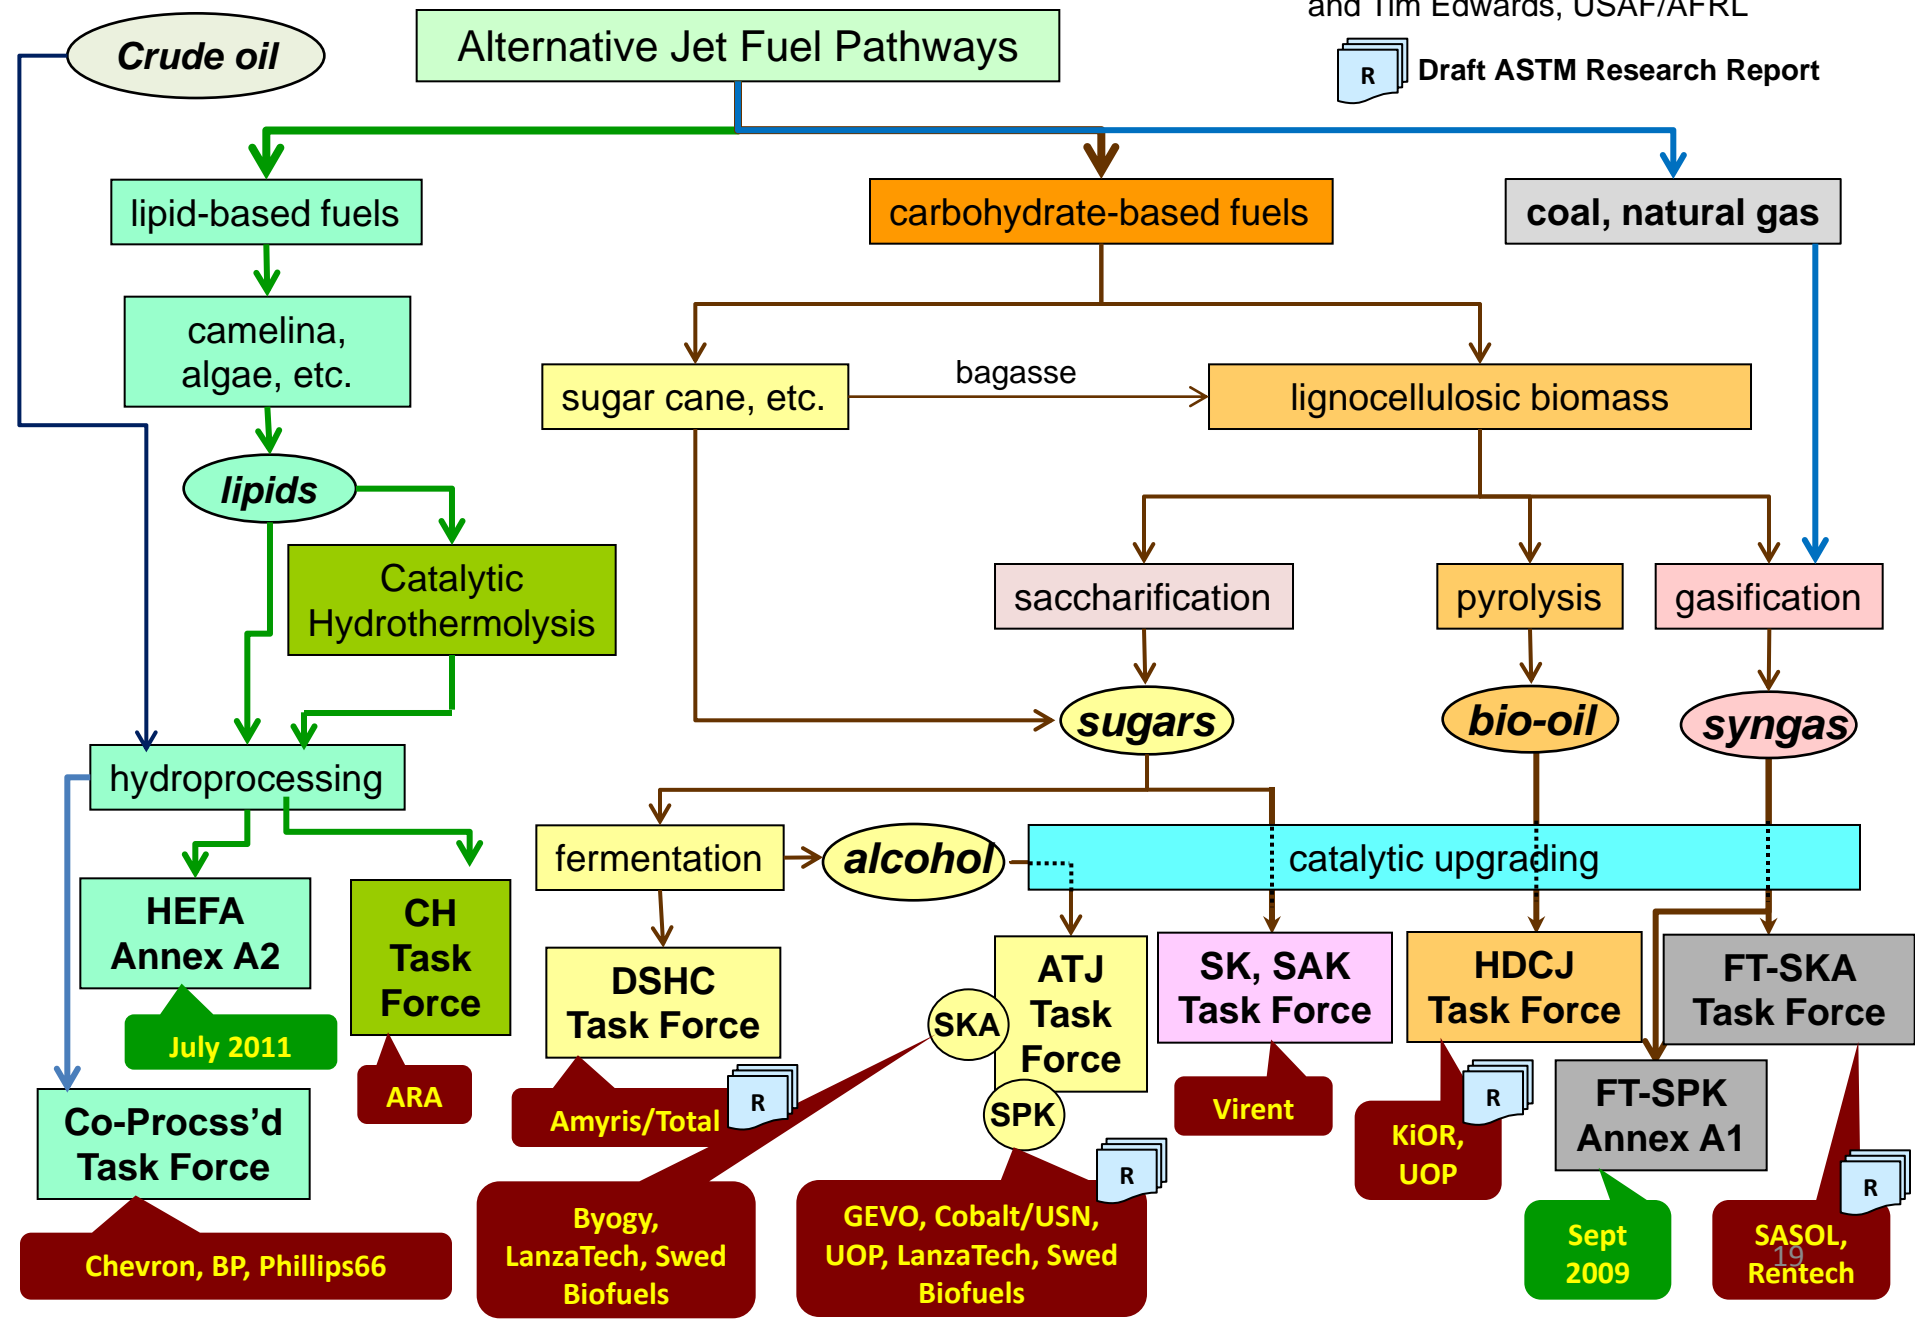 and Tim Edwards, USAF/AFRL
Crude oil
Alternative Jet Fuel Pathways
R
Draft ASTM Research Report
lipid-based fuels
carbohydrate-based fuels
coal, natural gas
camelina,
algae, etc.
sugar cane, etc.
bagasse
lignocellulosic biomass
lipids
Catalytic
Hydrothermolysis
saccharification
pyrolysis
gasification
sugars
bio-oil
syngas
hydroprocessing
fermentation
alcohol
catalytic upgrading
HEFA
Annex A2
CH
Task
Force
DSHC
Task Force
SKA
ATJ
Task
Force
SPK
SK, SAK
Task Force
HDCJ
Task Force
FT-SKA
Task Force
July 2011
ARA
Amyris/Total
R
Virent
KiOR,
UOP
R
FT-SPK
Annex A1
Co-Procss’d
Task Force
Chevron, BP, Phillips66
Byogy,
LanzaTech, Swed
Biofuels
GEVO, Cobalt/USN,
UOP, LanzaTech, Swed
Biofuels
R
Sept
2009
SASOL,
Rentech
R
19